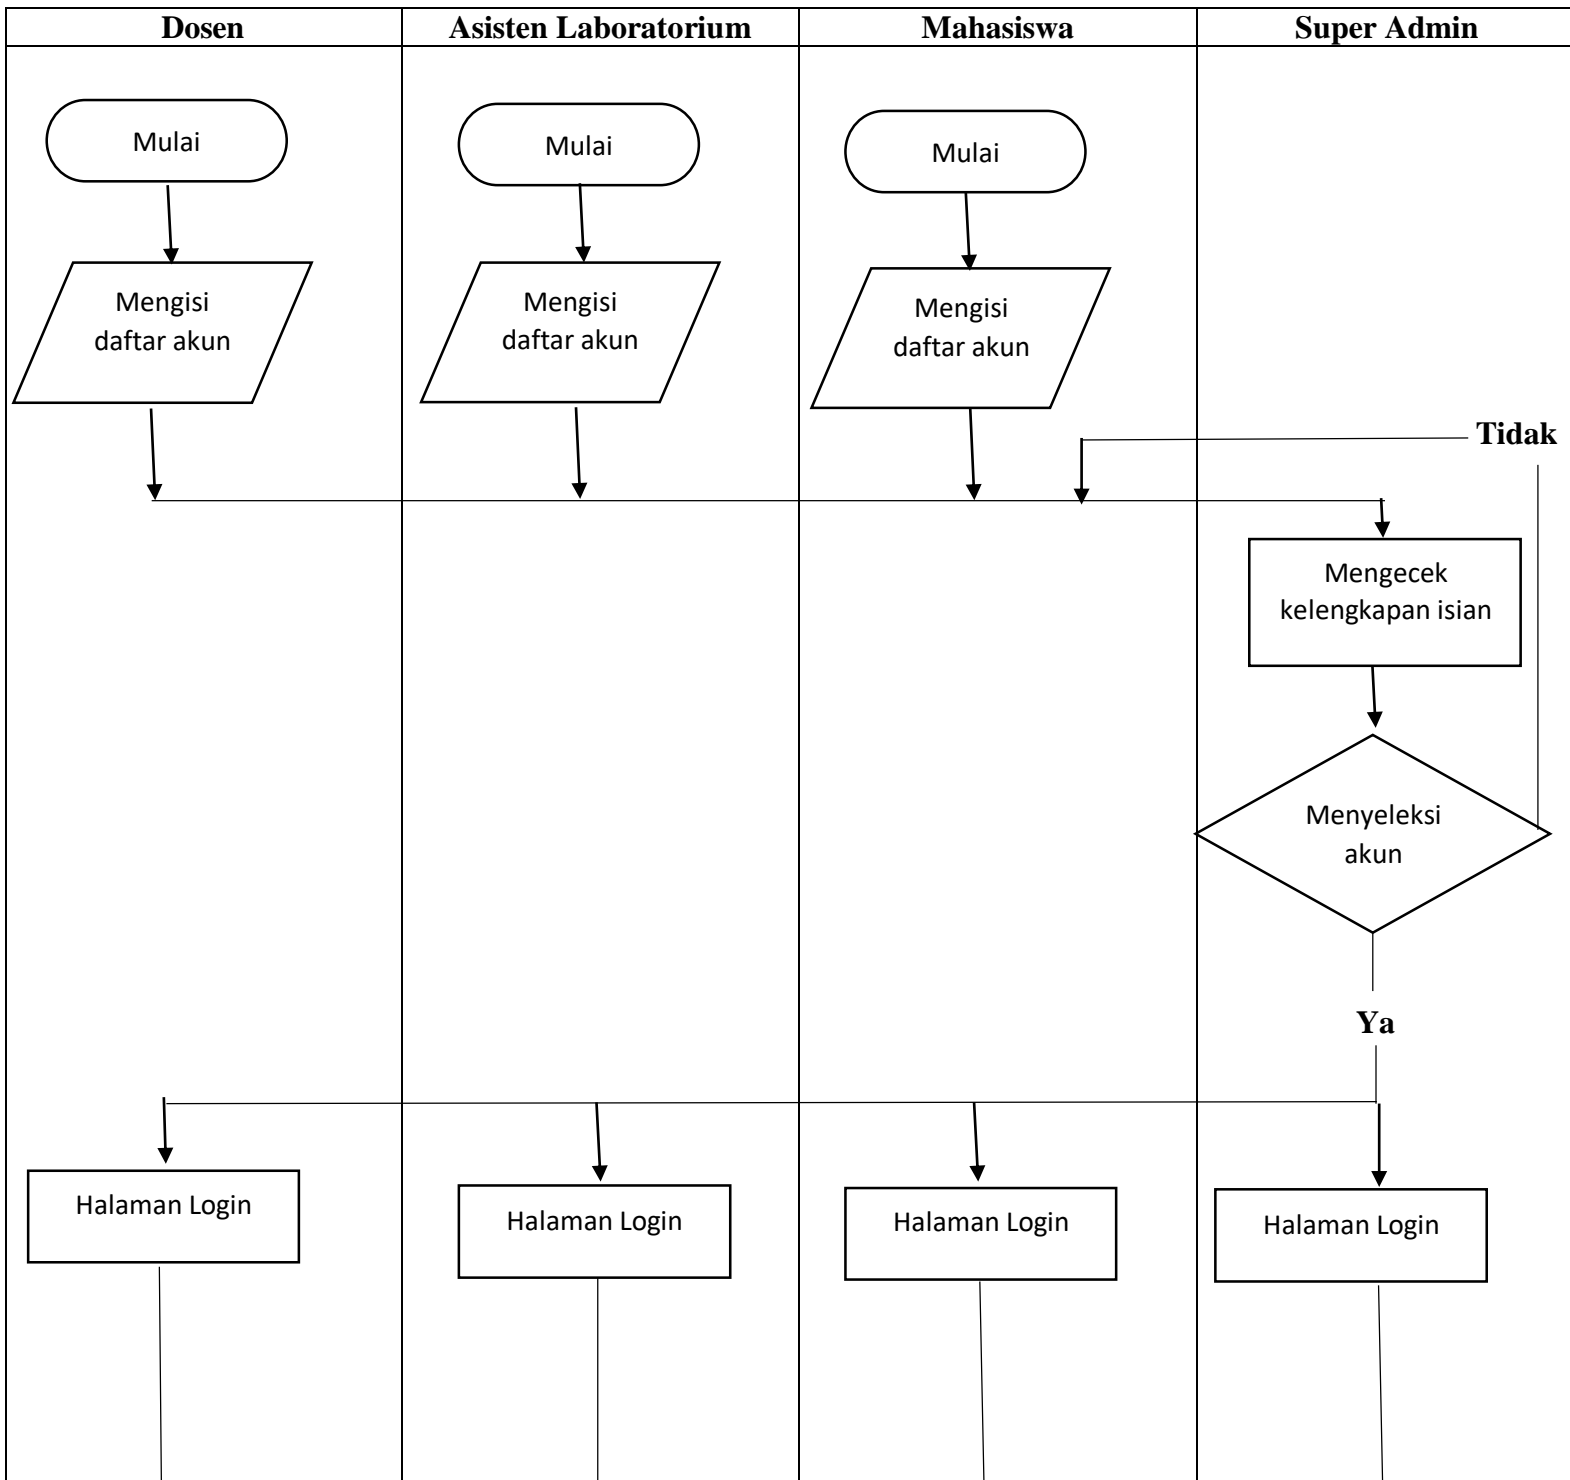 Dosen
Asisten Laboratorium
Mahasiswa
Super Admin
Mulai
Mulai
Mulai
Mengisi
daftar akun
Mengisi
daftar akun
Mengisi
daftar akun
Tidak
Mengecek
kelengkapan isian
Menyeleksi
akun
Ya
Halaman Login
Halaman Login
Halaman Login
Halaman Login